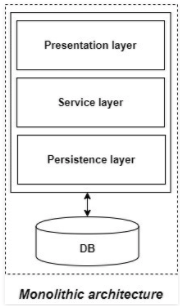 Presentation layer
Service layer
Persistence layer
DB
Monolithic architecture